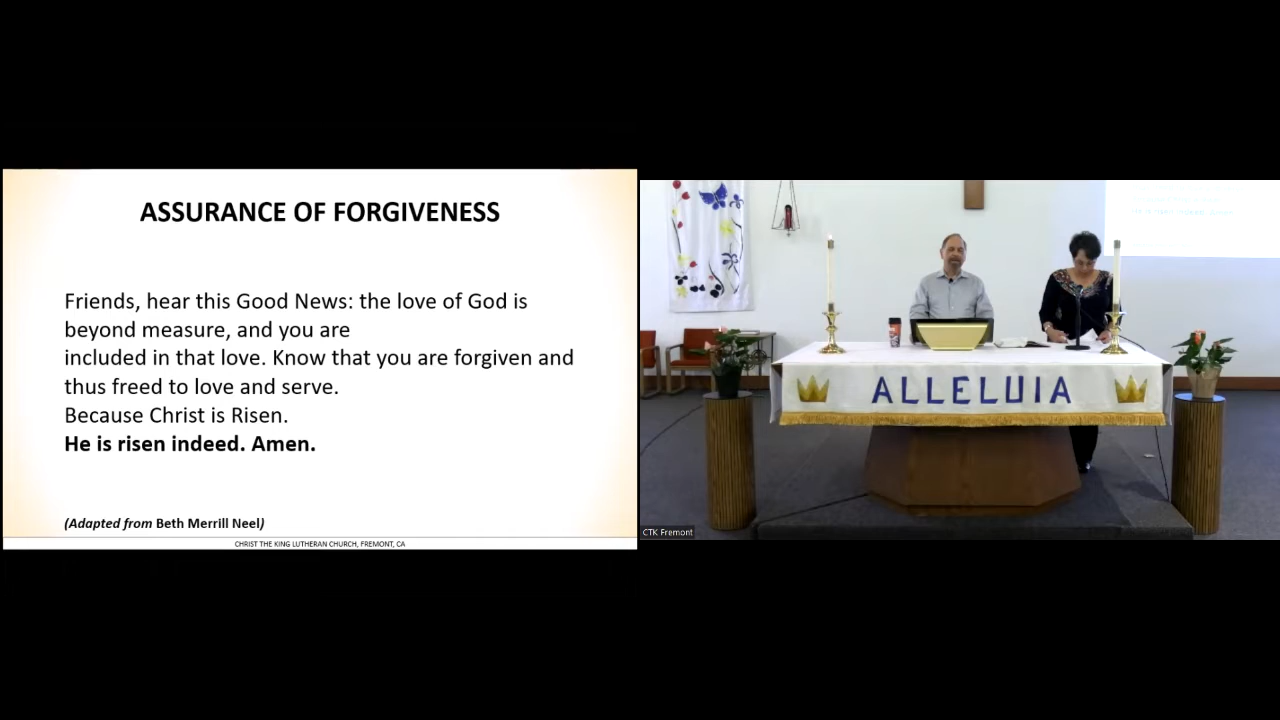 ASSURANCE OF FORGIVENESS
Friends, hear this Good News: the love of God is
beyond measure, and you are
included in that love. Know that you are forgiven and
thus freed to love and serve.
Because Christ is Risen.
He is risen indeed. Amen.
(Adapted from Beth Merrill Neel)
CHRIST THE KING LUTHERAN CHURCH, FREMONT, CA
ALLELUIA
CTK Fremont